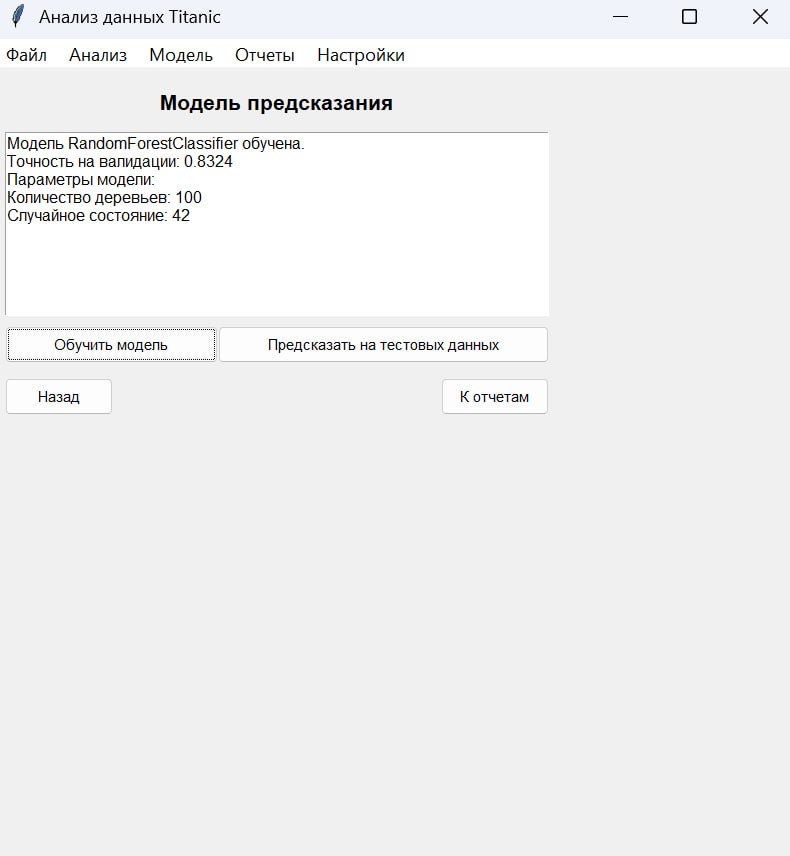 Анализ данных Titanic
Файл Анализ Модель Отчеты Настройки
Модель предсказания
Модель RandomForestClassifier обучена.
Точность на валидации: 0.8324
Параметры модели:
Количество деревьев: 100
Случайное состояние: 42
Обучить модель Предсказать на тестовых данных
Назад К отчетам